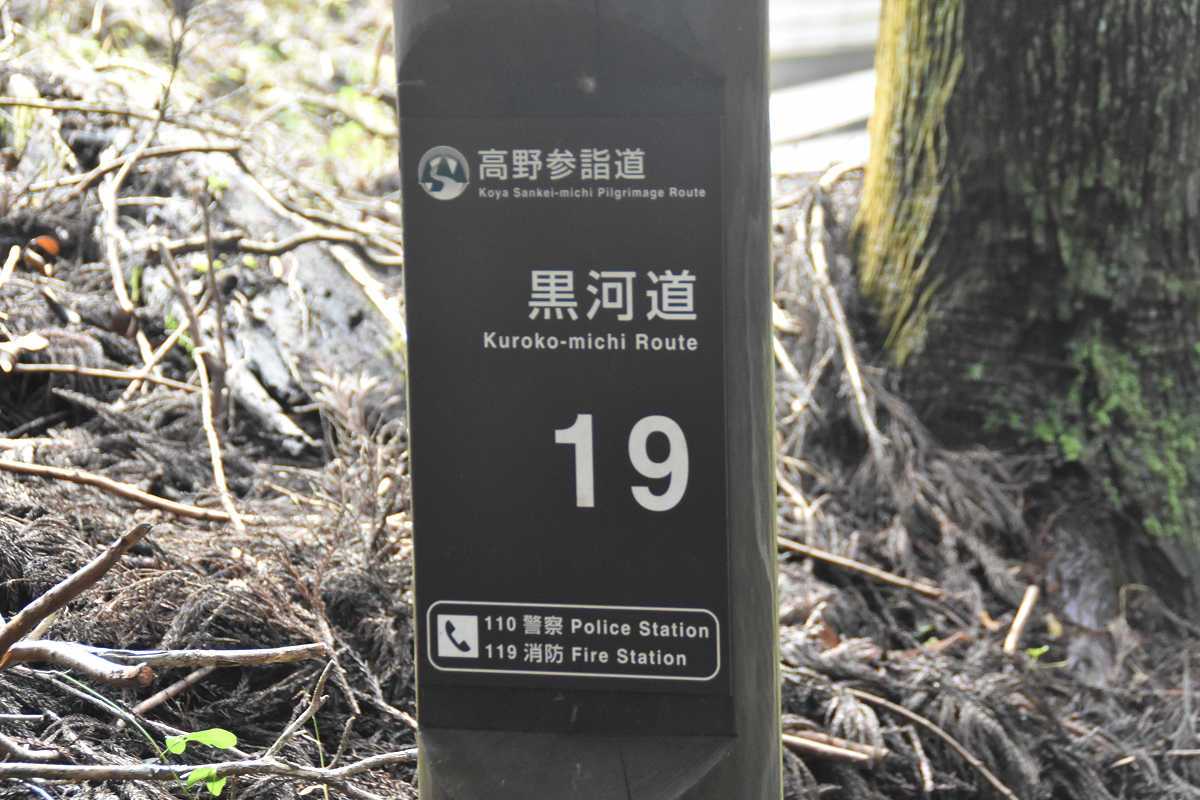 高野参詣道
Koya Sankei-michi Pilgrimage Route
黒河道
Kuroko-michi Route
19
110 警察 Police Station
119 消防 Fire Station